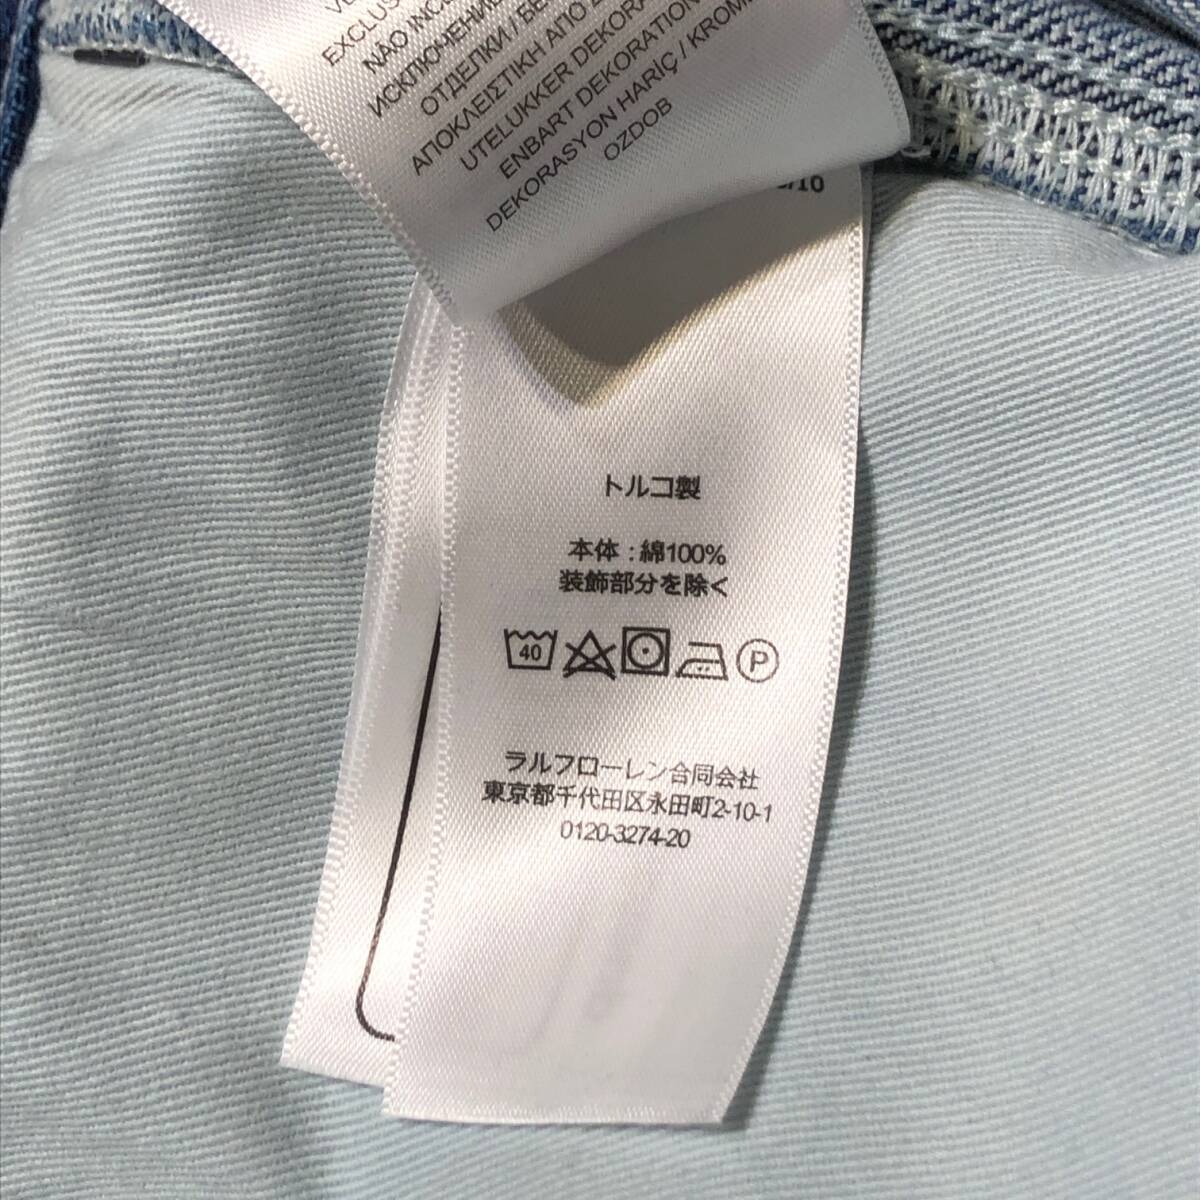 EXCLUS
NÃO INCL
ИСКЛЮЧЕНИЕ
ОТДЕЛКИ / БЕ
ΑΠΟΚΛΕΙΣΤΙΚΗ ΑΠΟ Δ
UTELUKKER DEKORA
ENBART DEKORATION
DEKORASYON HARİÇ / KROM
OZDOB
/10
トルコ製
本体 : 綿100%
装飾部分を除く
40
P
ラルフローレン合同会社
東京都千代田区永田町2-10-1
0120-3274-20